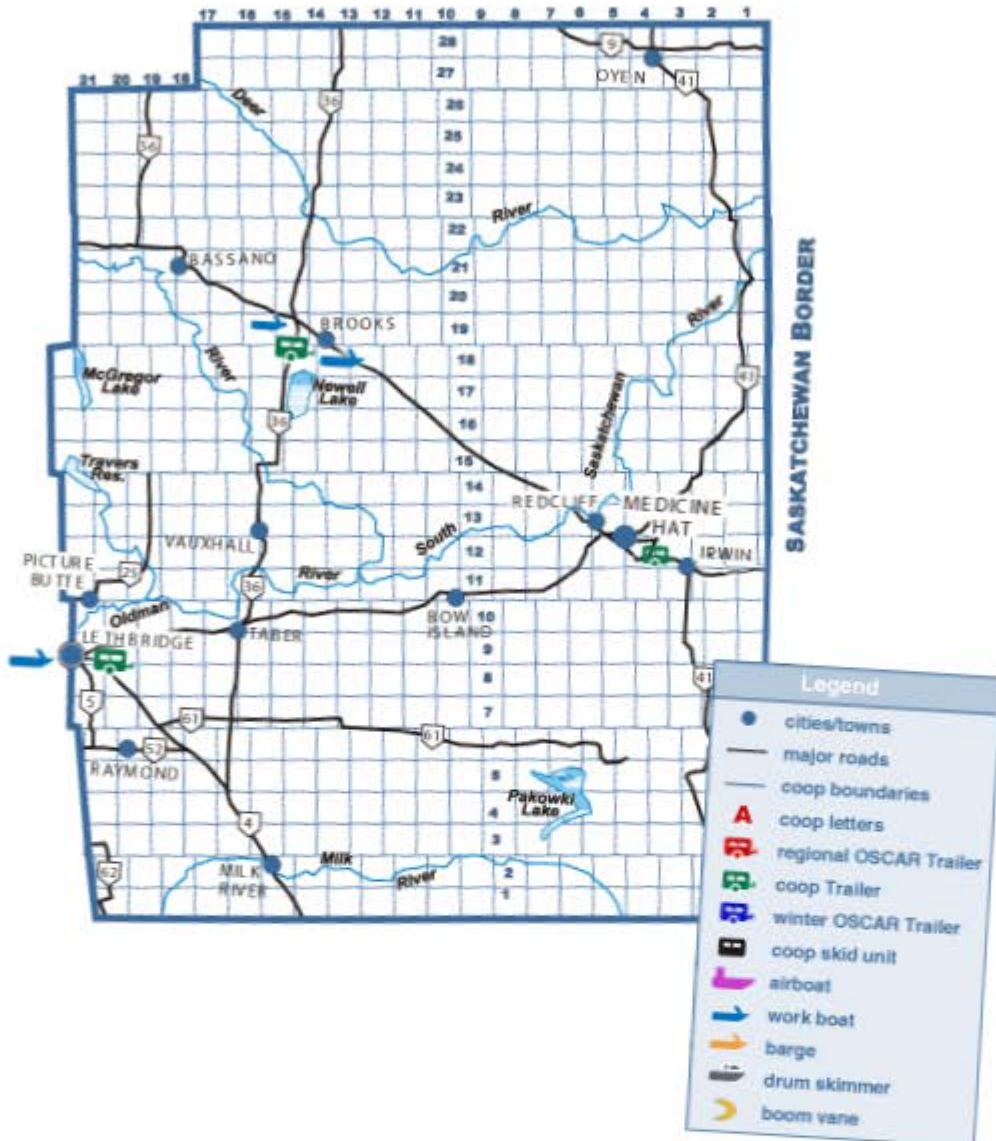 17 16 15 14 13 12 11 10 9 8 7 6 5 4 3 2 1
28
9
OYEN
27
41
21 20 19 18
Deer
36
26
56
25
24
23
River
22
BASSANO
21
20
River
BROOKS
19
18
McGregor
Lake
River
Newell
Lake
17
41
36
16
Saskatchewan
15
Travers
Res.
14
REDCLIFF
MEDICINE
HAT
13
VAUXHALL
South
12
IRWIN
PICTURE
BUTTE
25
River
11
36
Oldman
BOW
ISLAND
10
LETHBRIDGE
TABER
9
8
41
5
7
61
61
52
RAYMOND
5
Pakowki
Lake
4
4
3
62
MILK
RIVER
Milk
River
2
1
SASKATCHEWAN BORDER
Legend
cities/towns
major roads
coop boundaries
A coop letters
regional OSCAR Trailer
coop Trailer
winter OSCAR Trailer
coop skid unit
airboat
work boat
barge
drum skimmer
boom vane